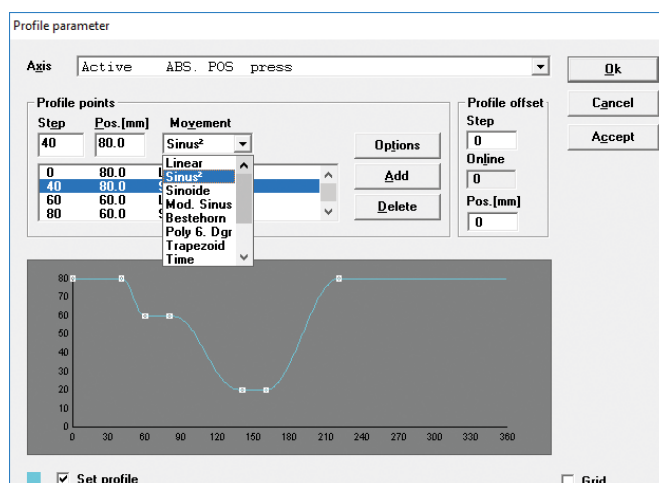 Profile parameter
Axis Active ABS. POS press
Ok
Cancel
Accept
Profile points
Step Pos.[mm] Movement
40 80.0 Sinus²
Options
Add
Delete
0 80.0 L
40 80.0 S
60 60.0 L
80 60.0 S
Linear
Sinus²
Sinoide
Mod. Sinus
Bestehorn
Poly 6. Dgr
Trapezoid
Time
Profile offset
Step
0
Online
0
Pos.[mm]
0
80
70
60
50
40
30
20
10
0
0 30 60 90 120 150 180 210 240 270 300 330 360
Set profile
Grid